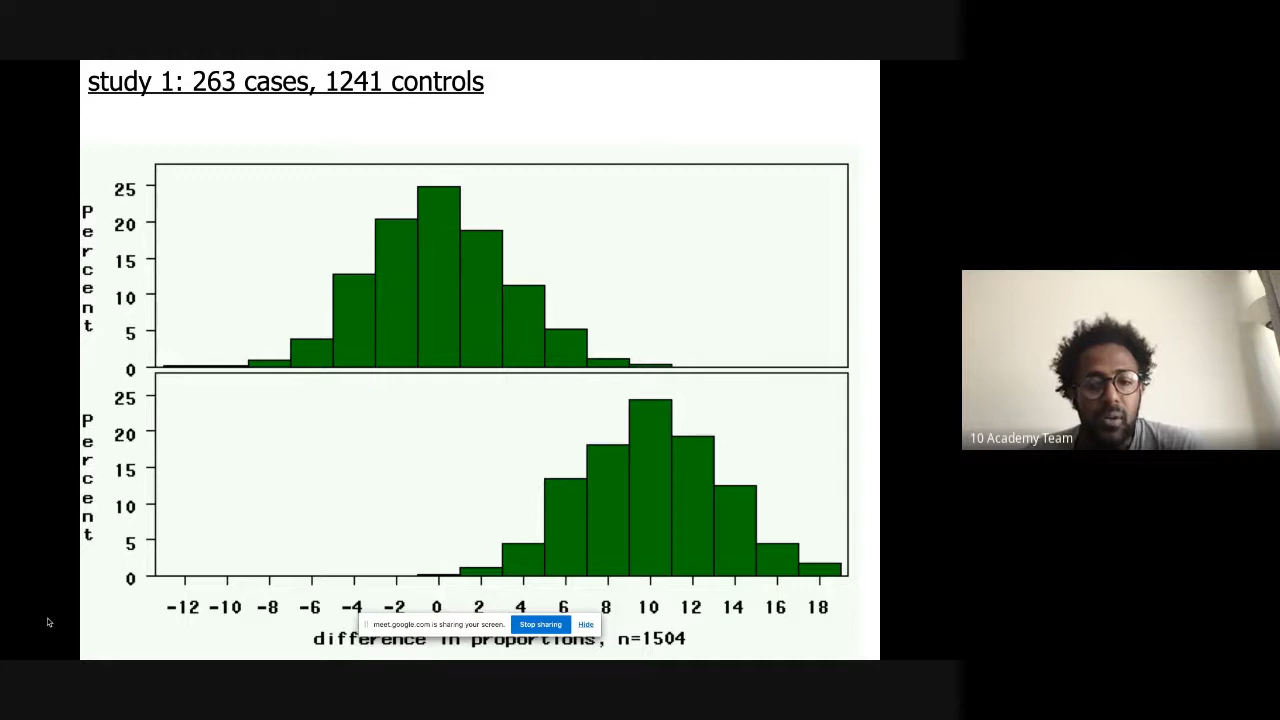 study 1: 263 cases, 1241 controls
Percent
25
20
15
10
5
0
Percent
25
20
15
10
5
0
-12 -10 -8 -6 -4 -2 0 2 4 6 8 10 12 14 16 18
meet.google.com is sharing your screen. Stop sharing Hide
difference in proportions, n=1504
10 Academy Team